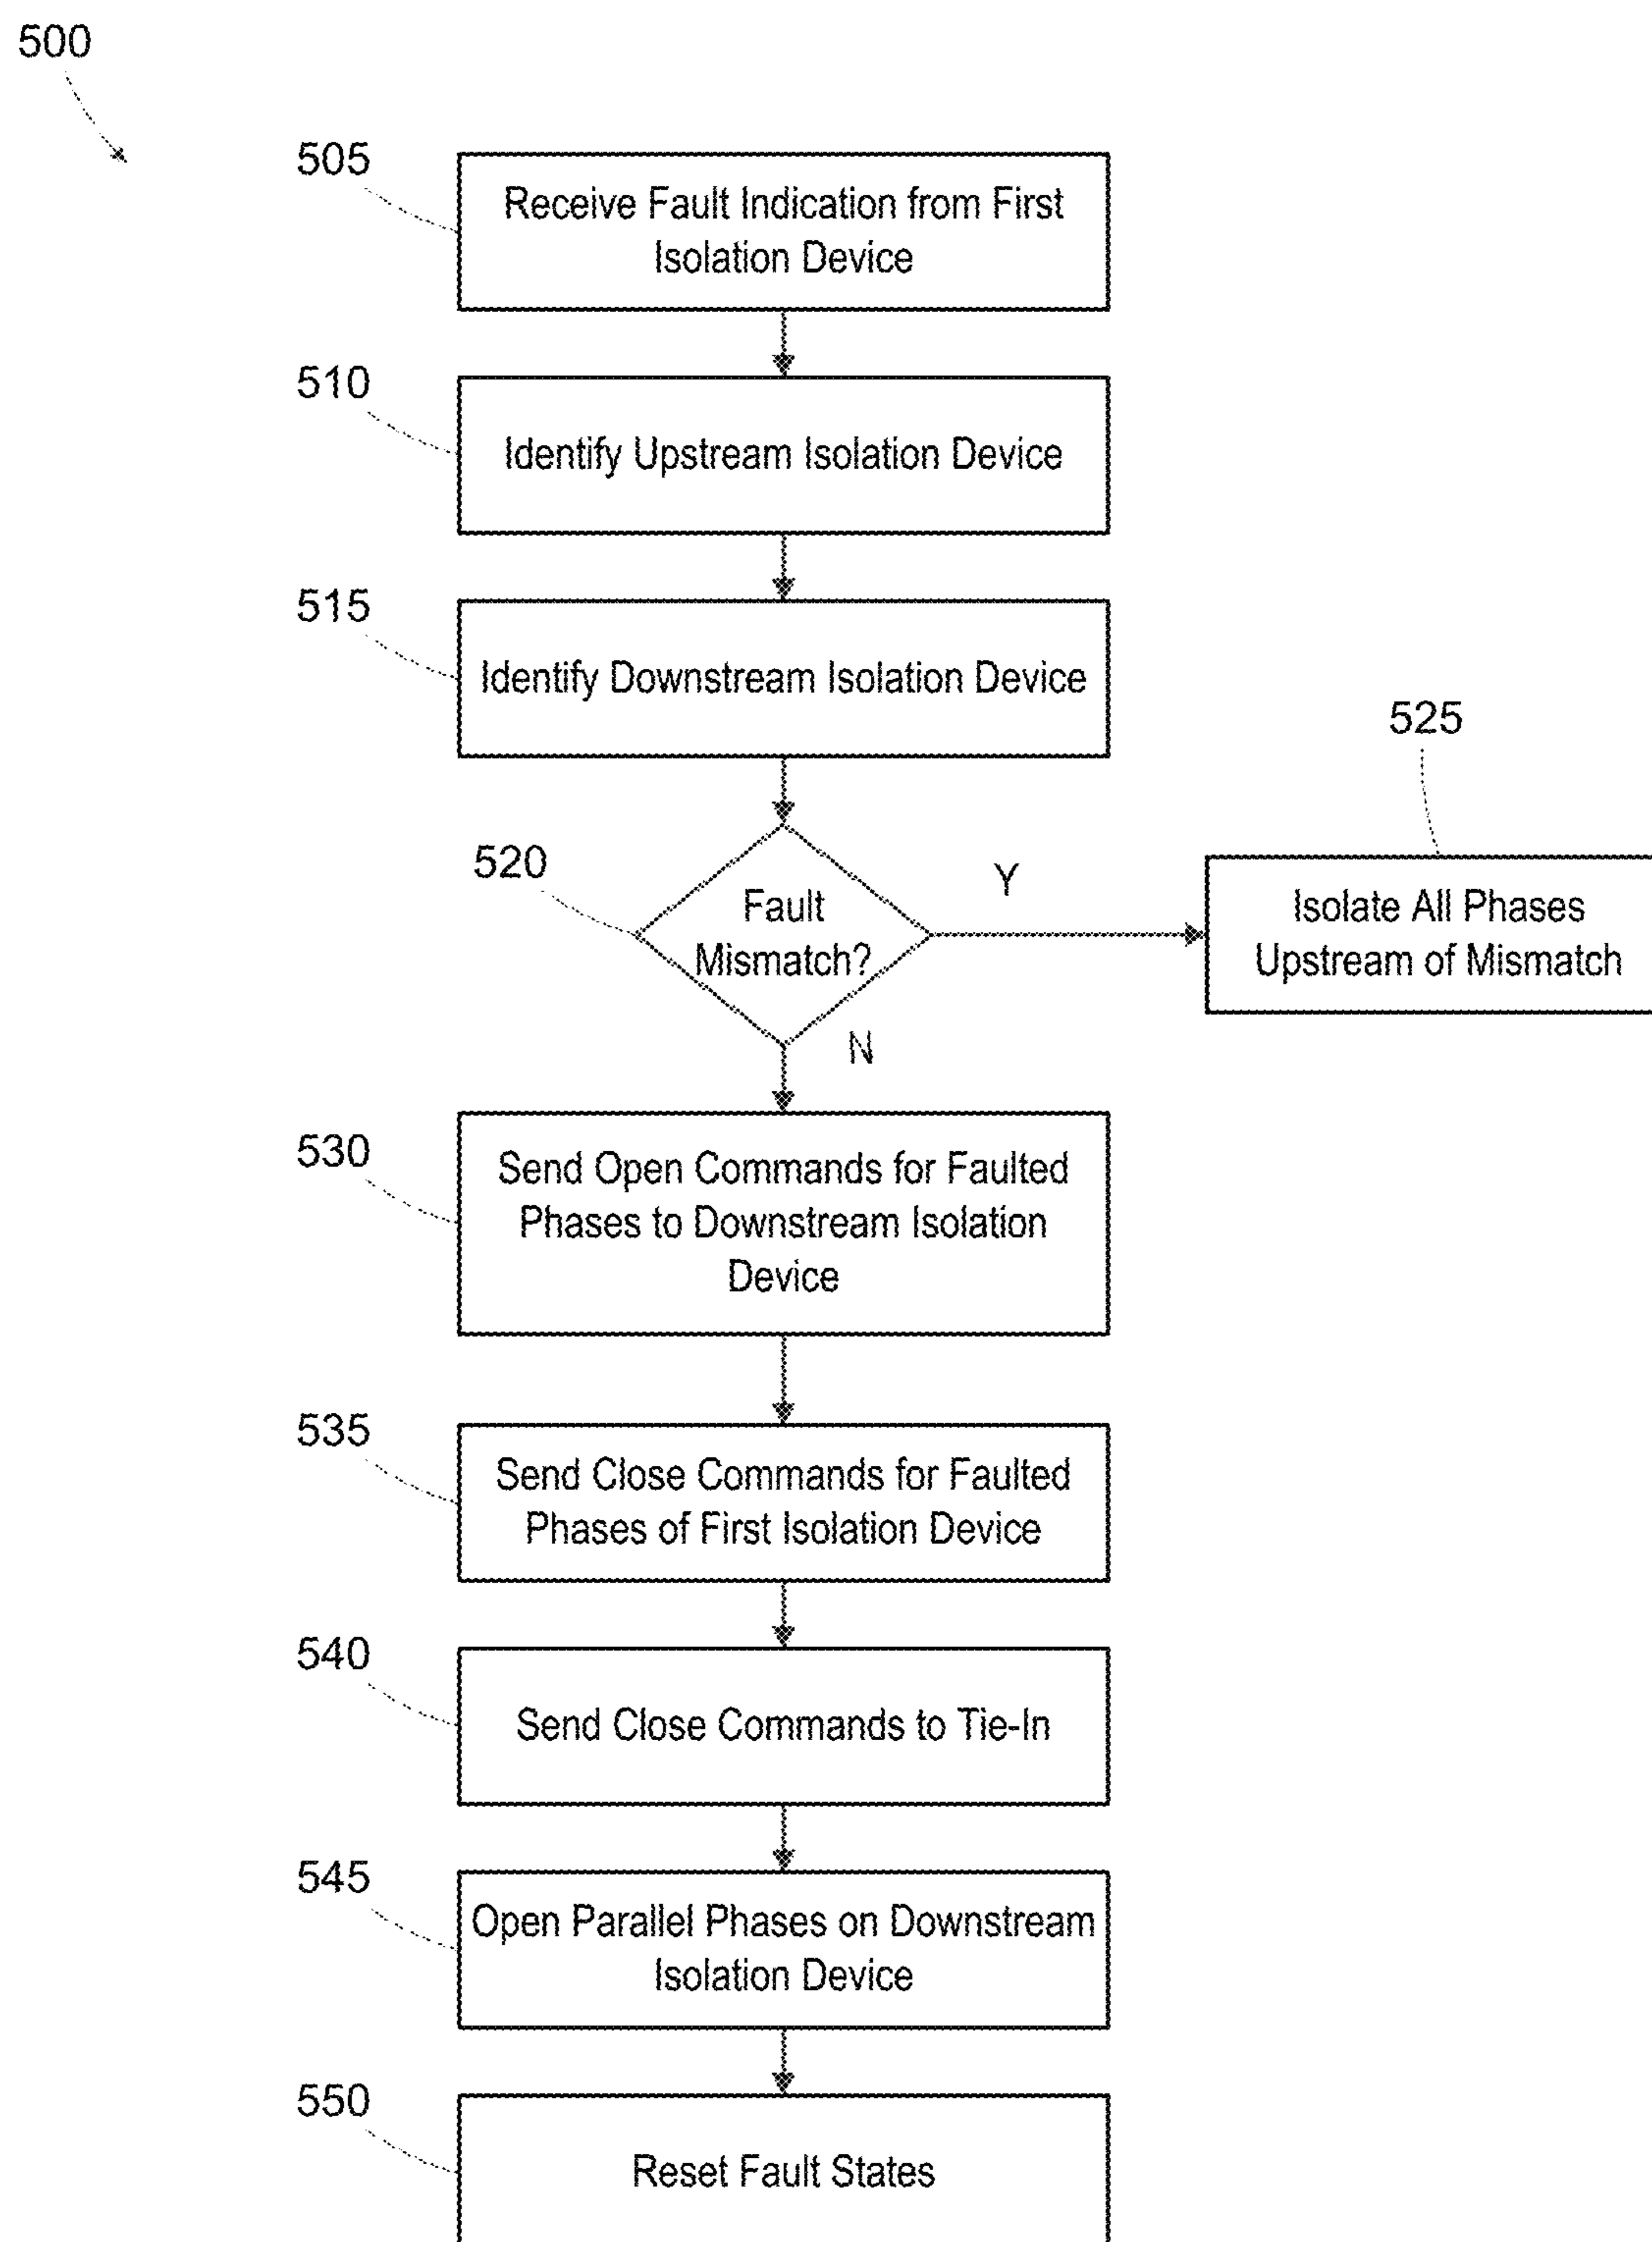 500
505
Receive Fault Indication from First
Isolation Device
510
Identify Upstream Isolation Device
515
Identify Downstream Isolation Device
520
Fault
Mismatch?
Y
525
Isolate All Phases
Upstream of Mismatch
N
530
Send Open Commands for Faulted
Phases to Downstream Isolation
Device
535
Send Close Commands for Faulted
Phases of First Isolation Device
540
Send Close Commands to Tie-In
545
Open Parallel Phases on Downstream
Isolation Device
550
Reset Fault States